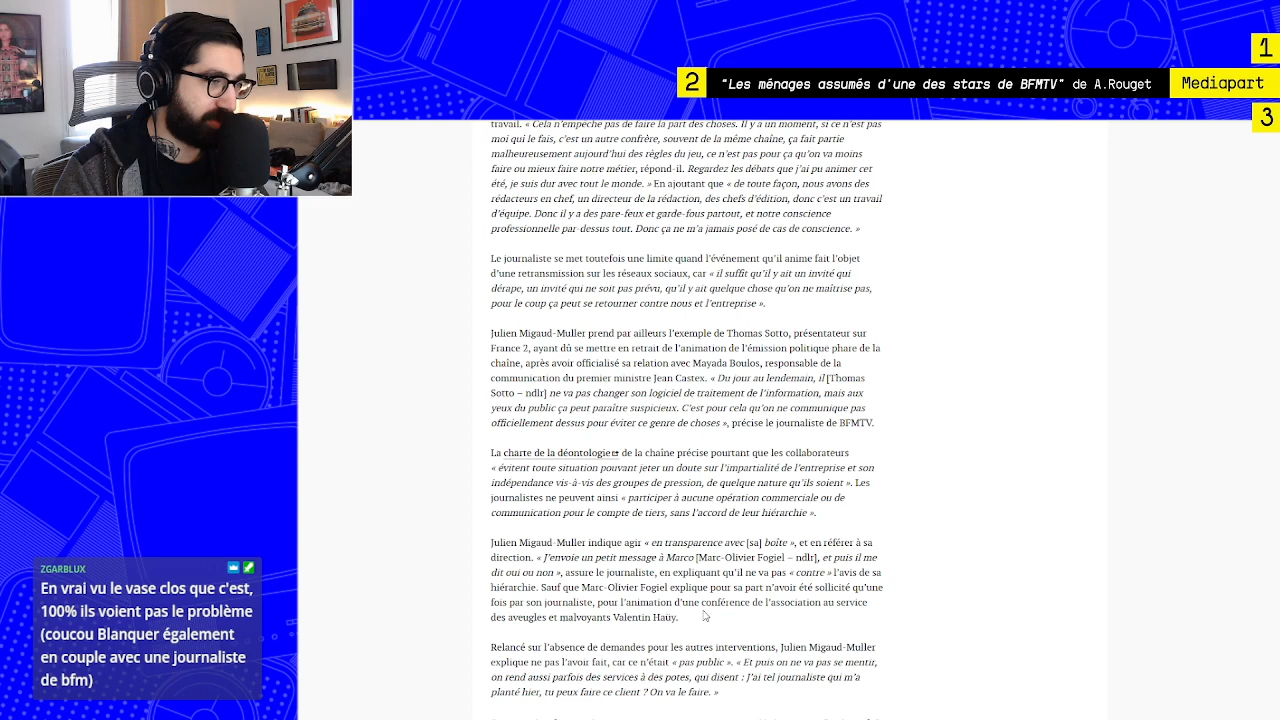 1
2 "Les ménages assumés d'une des stars de BFMTV" de A.Rouget Mediapart
3
travail. « Cela n'empêche pas de faire la part des choses. Il y a un moment, si ce n'est pas
moi qui le fais, c'est un autre confrère, souvent de la même chaîne, ça fait partie
malheureusement aujourd'hui des règles du jeu, ce n'est pas pour ça qu'on va moins
faire ou mieux faire notre métier, répond-il. Regardez les débats que j'ai pu animer cet
été, je suis dur avec tout le monde. » En ajoutant que « de toute façon, nous avons des
rédacteurs en chef, un directeur de la rédaction, des chefs d'édition, donc c'est un travail
d'équipe. Donc il y a des pare-feux et garde-fous partout, et notre conscience
professionnelle par-dessus tout. Donc ça ne m'a jamais posé de cas de conscience. »
Le journaliste se met toutefois une limite quand l'événement qu'il anime fait l'objet
d'une retransmission sur les réseaux sociaux, car « il suffit qu'il y ait un invité qui
dérape, un invité qui ne soit pas prévu, qu'il y ait quelque chose qu'on ne maîtrise pas,
pour le coup ça peut se retourner contre nous et l'entreprise ».
Julien Migaud-Muller prend par ailleurs l'exemple de Thomas Sotto, présentateur sur
France 2, ayant dû se mettre en retrait de l'animation de l'émission politique phare de la
chaîne, après avoir officialisé sa relation avec Mayada Boulos, responsable de la
communication du premier ministre Jean Castex. « Du jour au lendemain, il [Thomas
Sotto – ndlr] ne va pas changer son logiciel de traitement de l'information, mais aux
yeux du public ça peut paraître suspicieux. C'est pour cela qu'on ne communique pas
officiellement dessus pour éviter ce genre de choses », précise le journaliste de BFMTV.
La charte de la déontologie de la chaîne précise pourtant que les collaborateurs
« évitent toute situation pouvant jeter un doute sur l'impartialité de l'entreprise et son
indépendance vis-à-vis des groupes de pression, de quelque nature qu'ils soient ». Les
journalistes ne peuvent ainsi « participer à aucune opération commerciale ou de
communication pour le compte de tiers, sans l'accord de leur hiérarchie ».
Julien Migaud-Muller indique agir « en transparence avec [sa] boîte », et en référer à sa
direction. « J'envoie un petit message à Marco [Marc-Olivier Fogiel – ndlr], et puis il me
dit oui ou non », assure le journaliste, en expliquant qu'il ne va pas « contre » l'avis de sa
hiérarchie. Sauf que Marc-Olivier Fogiel explique pour sa part n'avoir été sollicité qu'une
fois par son journaliste, pour l'animation d'une conférence de l'association au service
des aveugles et malvoyants Valentin Haüy.
Relancé sur l'absence de demandes pour les autres interventions, Julien Migaud-Muller
explique ne pas l'avoir fait, car ce n'était « pas public ». « Et puis on ne va pas se mentir,
on rend aussi parfois des services à des potes, qui disent : J'ai tel journaliste qui m'a
planté hier, tu peux faire ce client ? On va le faire. »
ZGARBLUX
En vrai vu le vase clos que c'est,
100% ils voient pas le problème
(coucou Blanquer également
en couple avec une journaliste
de bfm)